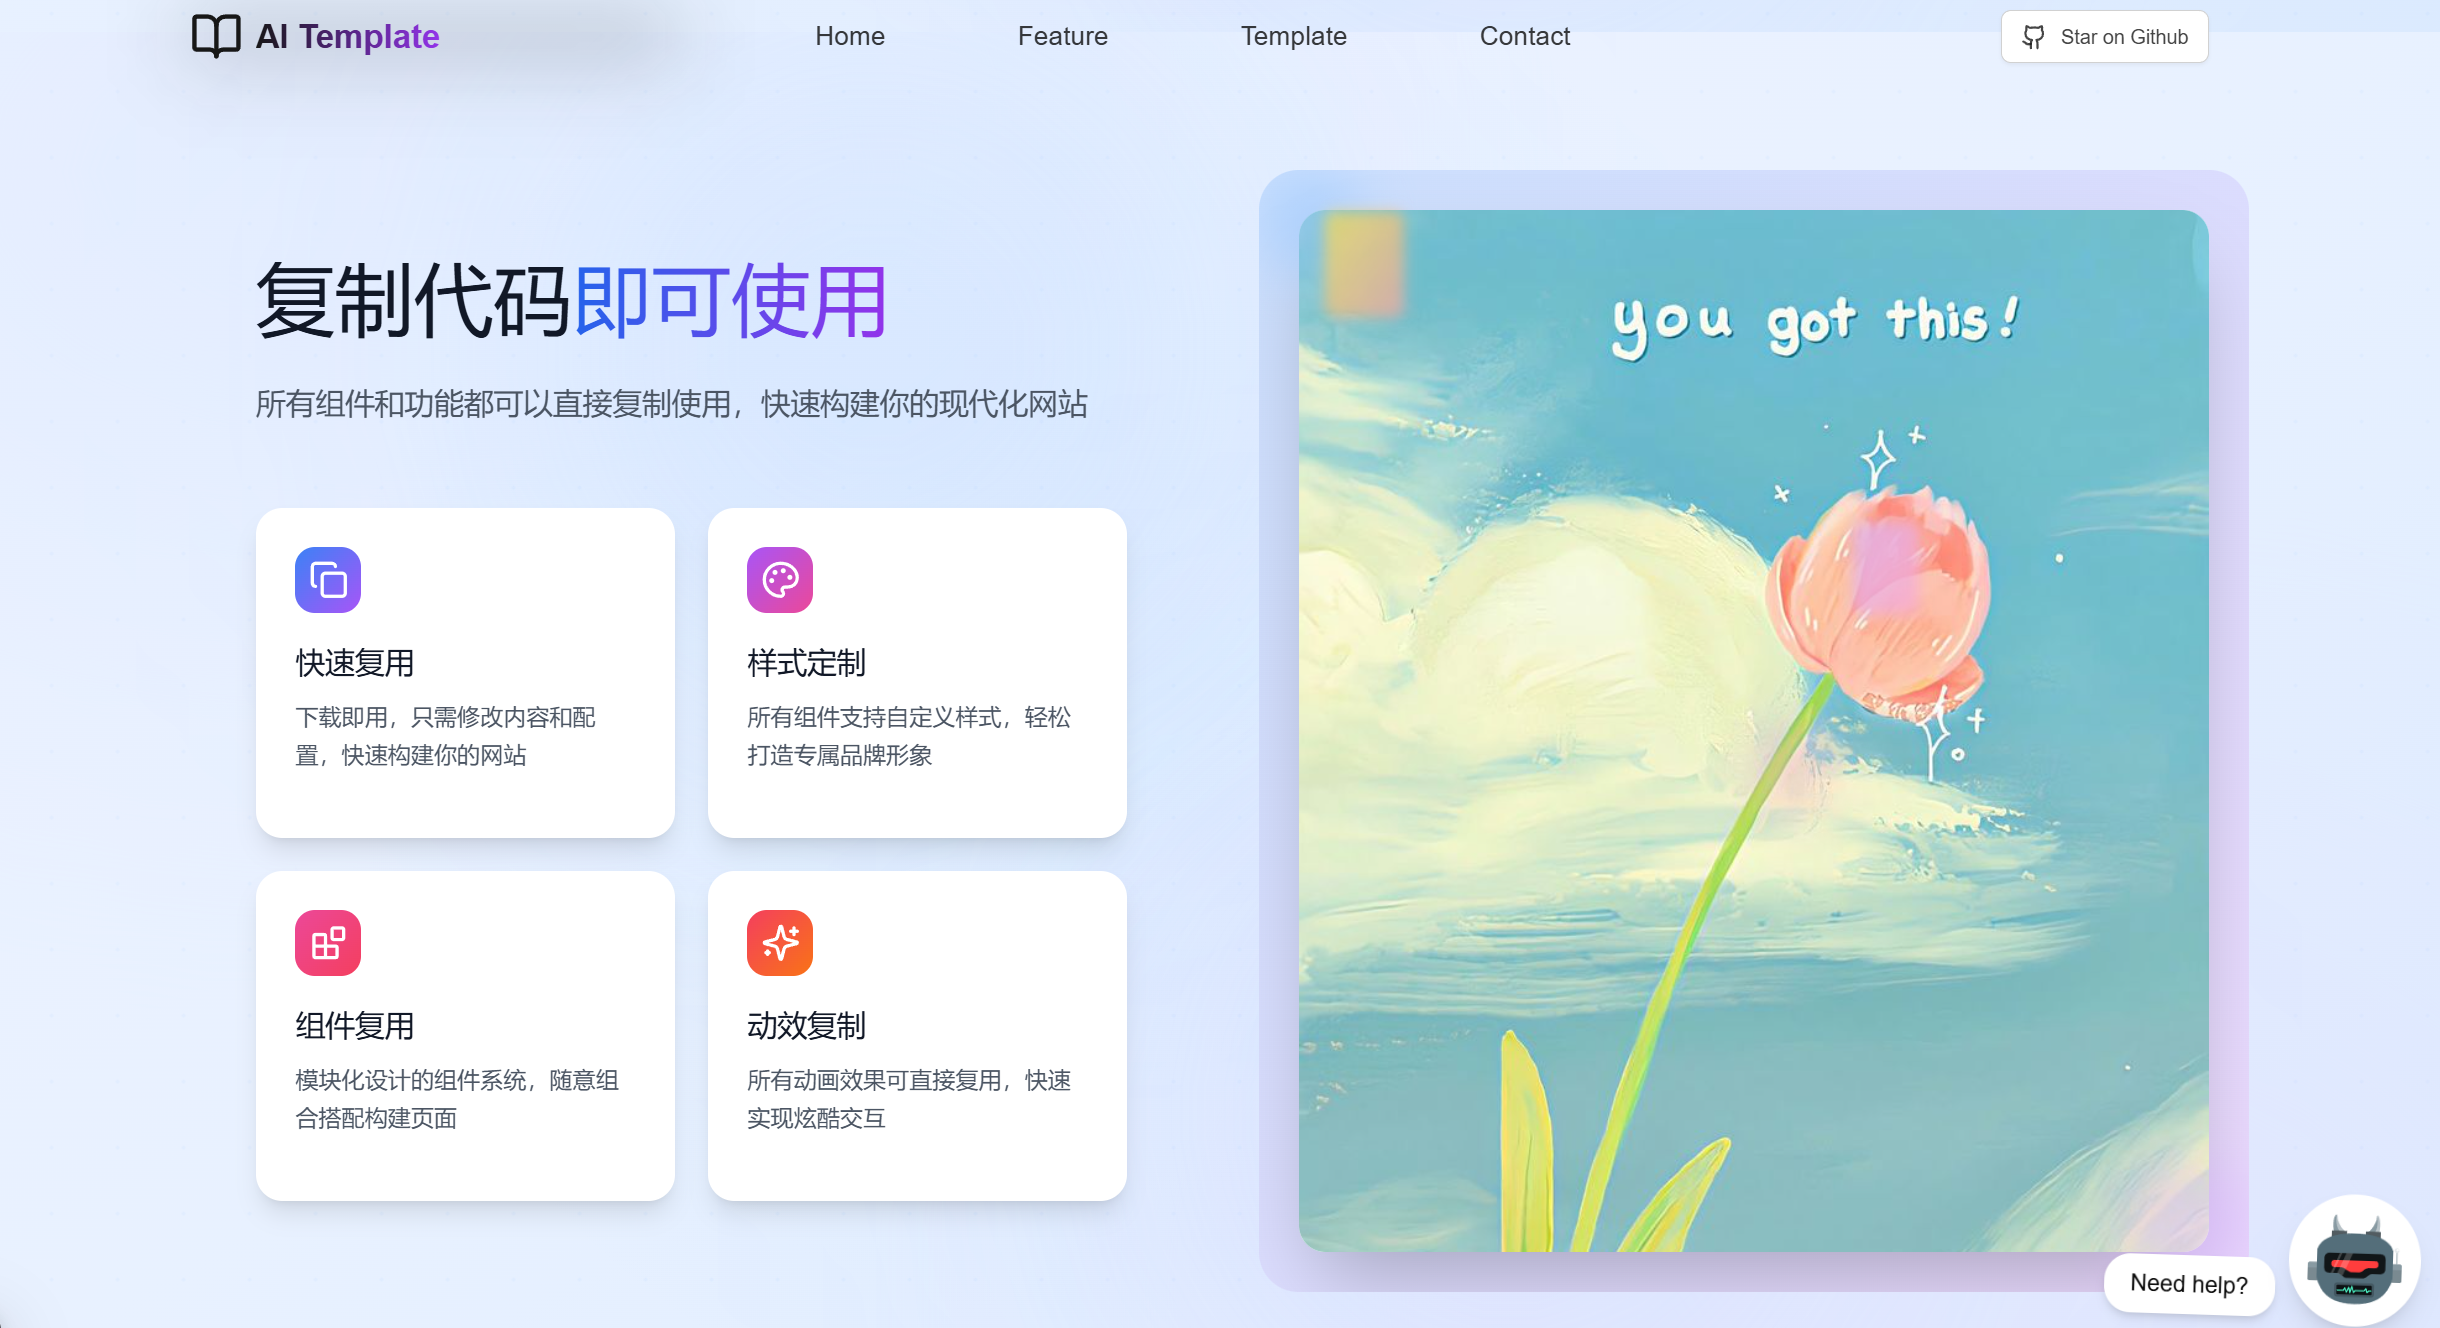 AI Template
Home
Feature
Template
Contact
Star on Github
复制代码即可使用
所有组件和功能都可以直接复制使用，快速构建你的现代化网站
快速复用
下载即用，只需修改内容和配
置，快速构建你的网站
样式定制
所有组件支持自定义样式，轻松
打造专属品牌形象
组件复用
模块化设计的组件系统，随意组
合搭配构建页面
动效复制
所有动画效果可直接复用，快速
实现炫酷交互
you got this!
Need help?